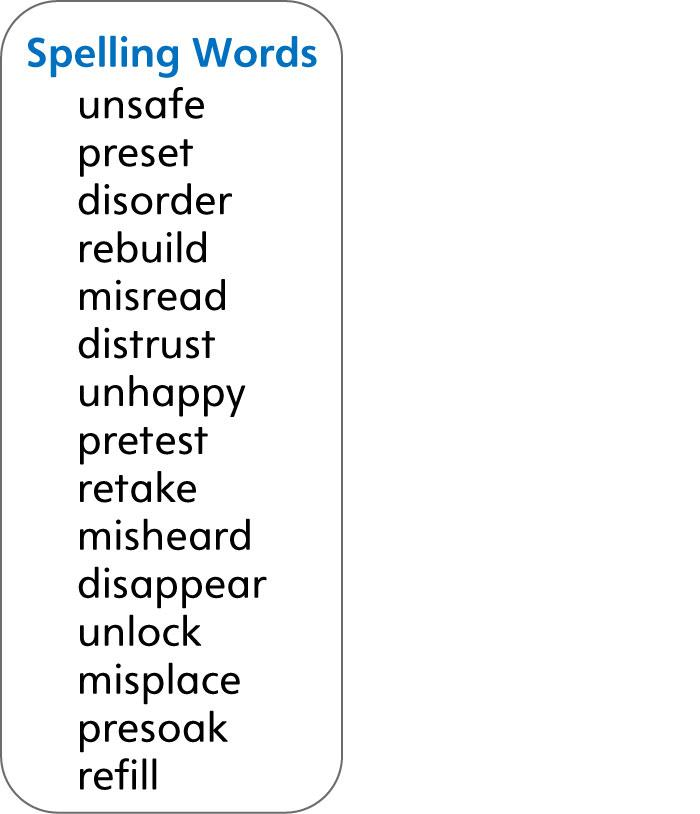 Spelling Words
unsafe
preset
disorder
rebuild
misread
distrust
unhappy
pretest
retake
misheard
disappear
unlock
misplace
presoak
refill